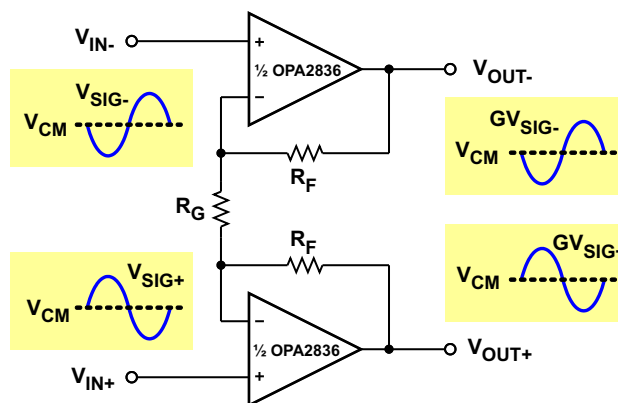 VIN-
+
½ OPA2836
−
VOUT-
VSIG-
VCM
GVSIG-
VCM
RF
RG
RF
VSIG+
VCM
GVSIG
VCM
−
½ OPA2836
+
VOUT+
VIN+